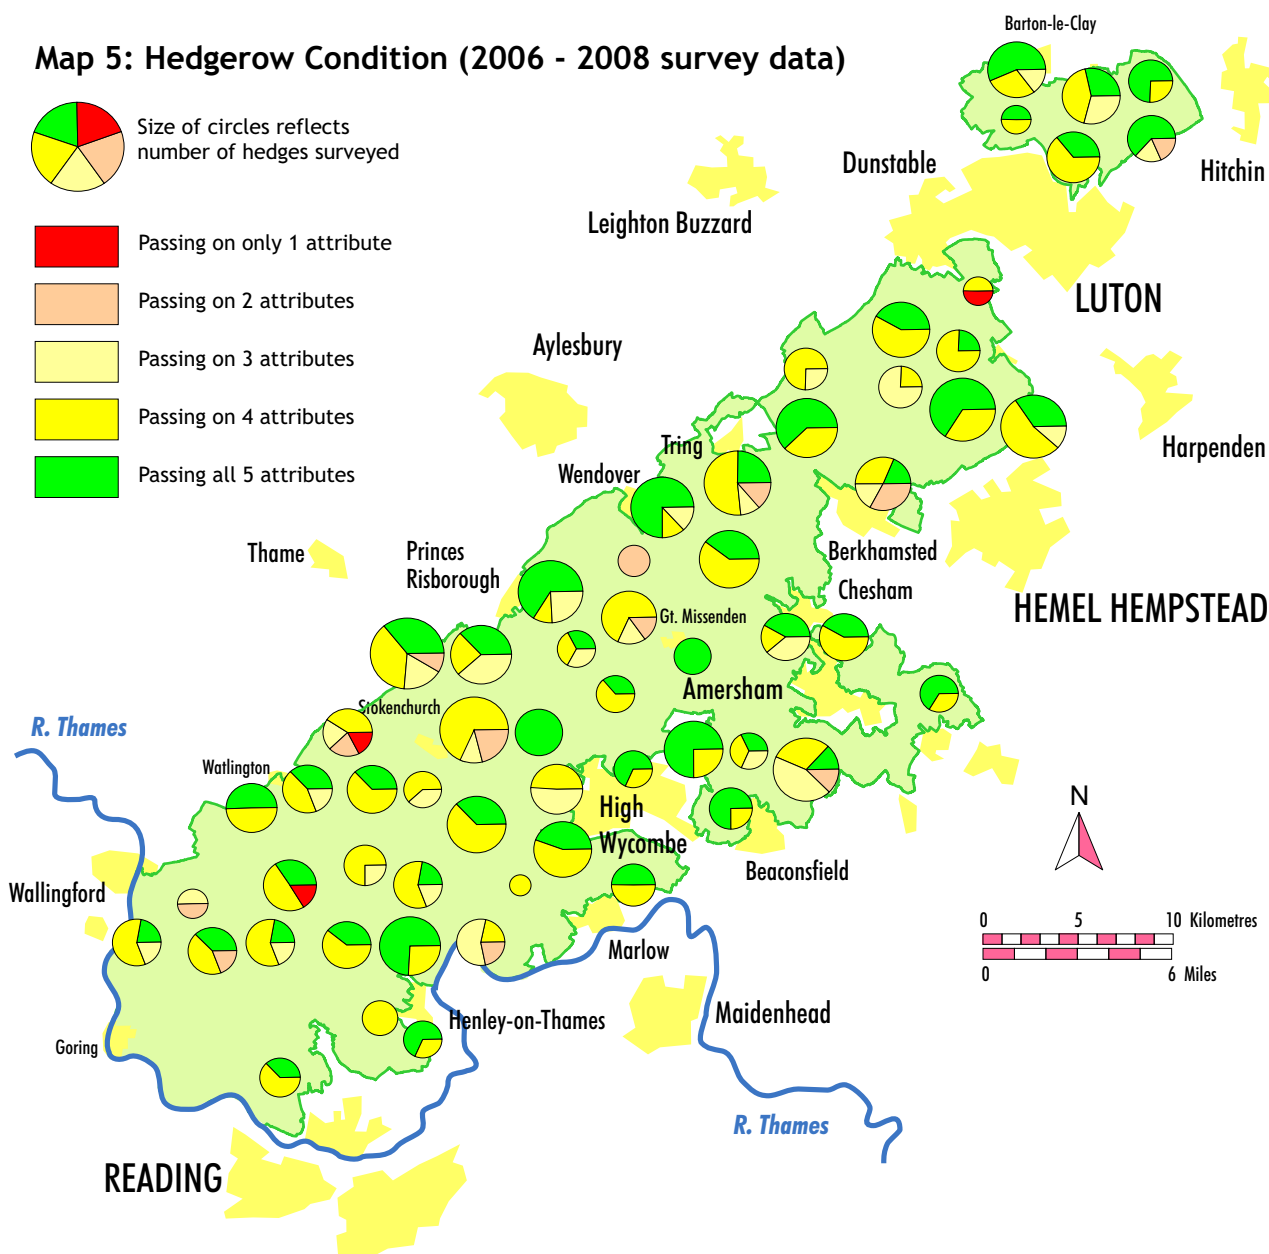 Map 5: Hedgerow Condition (2006 - 2008 survey data)
Size of circles reflects
number of hedges surveyed
Passing on only 1 attribute
Passing on 2 attributes
Passing on 3 attributes
Passing on 4 attributes
Passing all 5 attributes
Barton-le-Clay
Dunstable
Hitchin
Leighton Buzzard
LUTON
Aylesbury
Harpenden
Tring
Wendover
Thame
Princes
Risborough
Berkhamsted
Chesham
HEMEL HEMPSTEAD
Gt. Missenden
Amersham
Stokenchurch
R. Thames
Watlington
High
Wycombe
N
Beaconsfield
Wallingford
Marlow
0 5 10 Kilometres
0 6 Miles
Maidenhead
Henley-on-Thames
Goring
R. Thames
READING